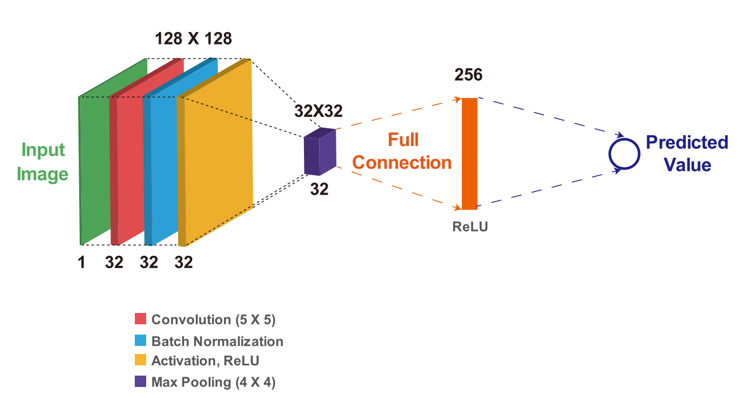 128 X 128
Input
Image
1
32
32
32
32X32
32
Full
Connection
256
ReLU
Predicted
Value
Convolution (5 X 5)
Batch Normalization
Activation, ReLU
Max Pooling (4 X 4)